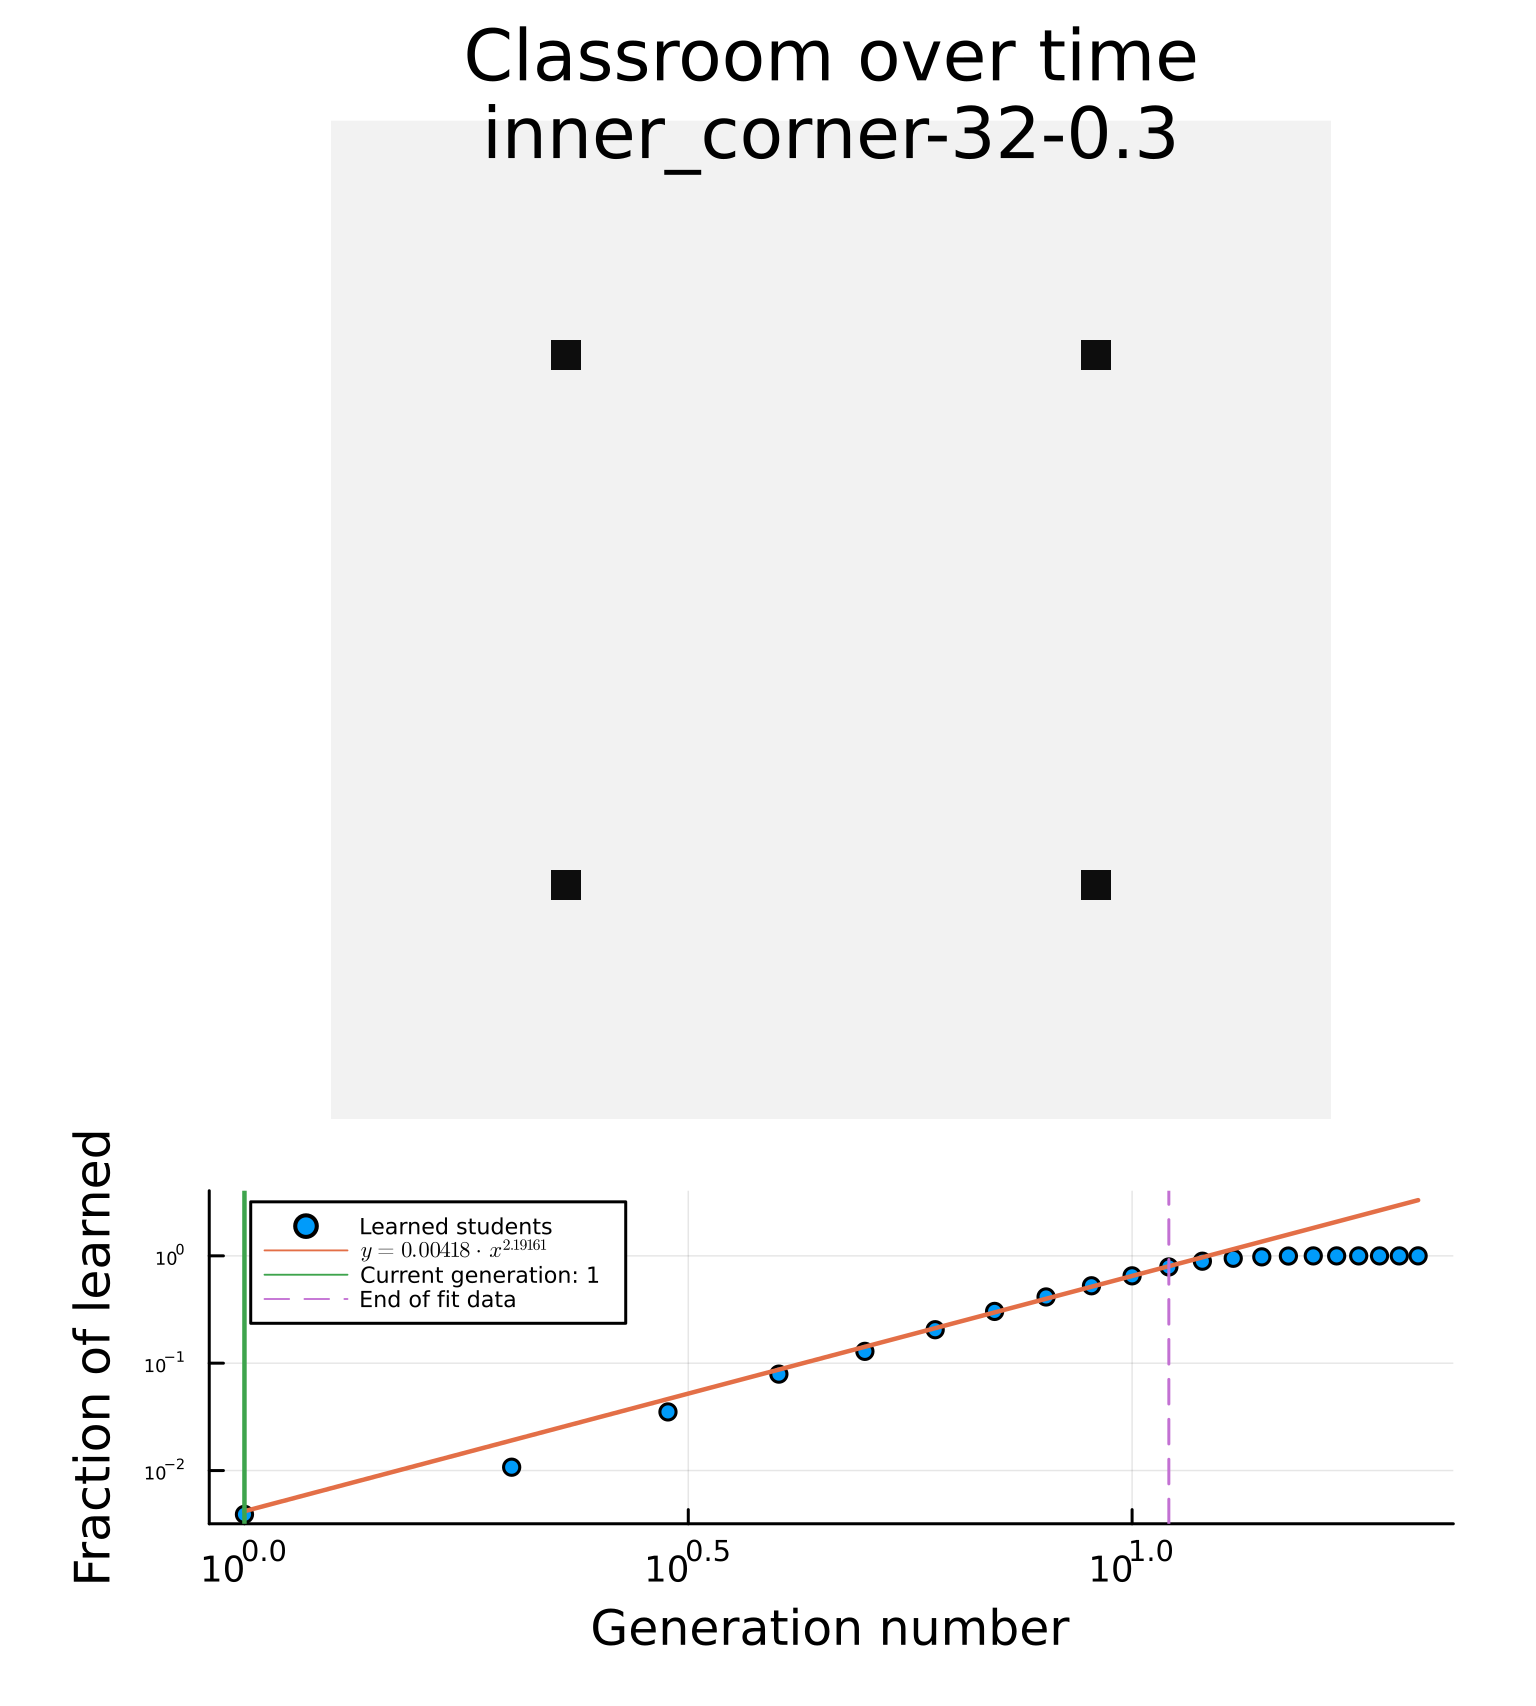 Classroom over time
inner_corner-32-0.3
Fraction of learned
10^0
10^-1
10^-2
Learned students
y = 0.00418 · x^2.19161
Current generation: 1
End of fit data
10^0.0
10^0.5
10^1.0
Generation number